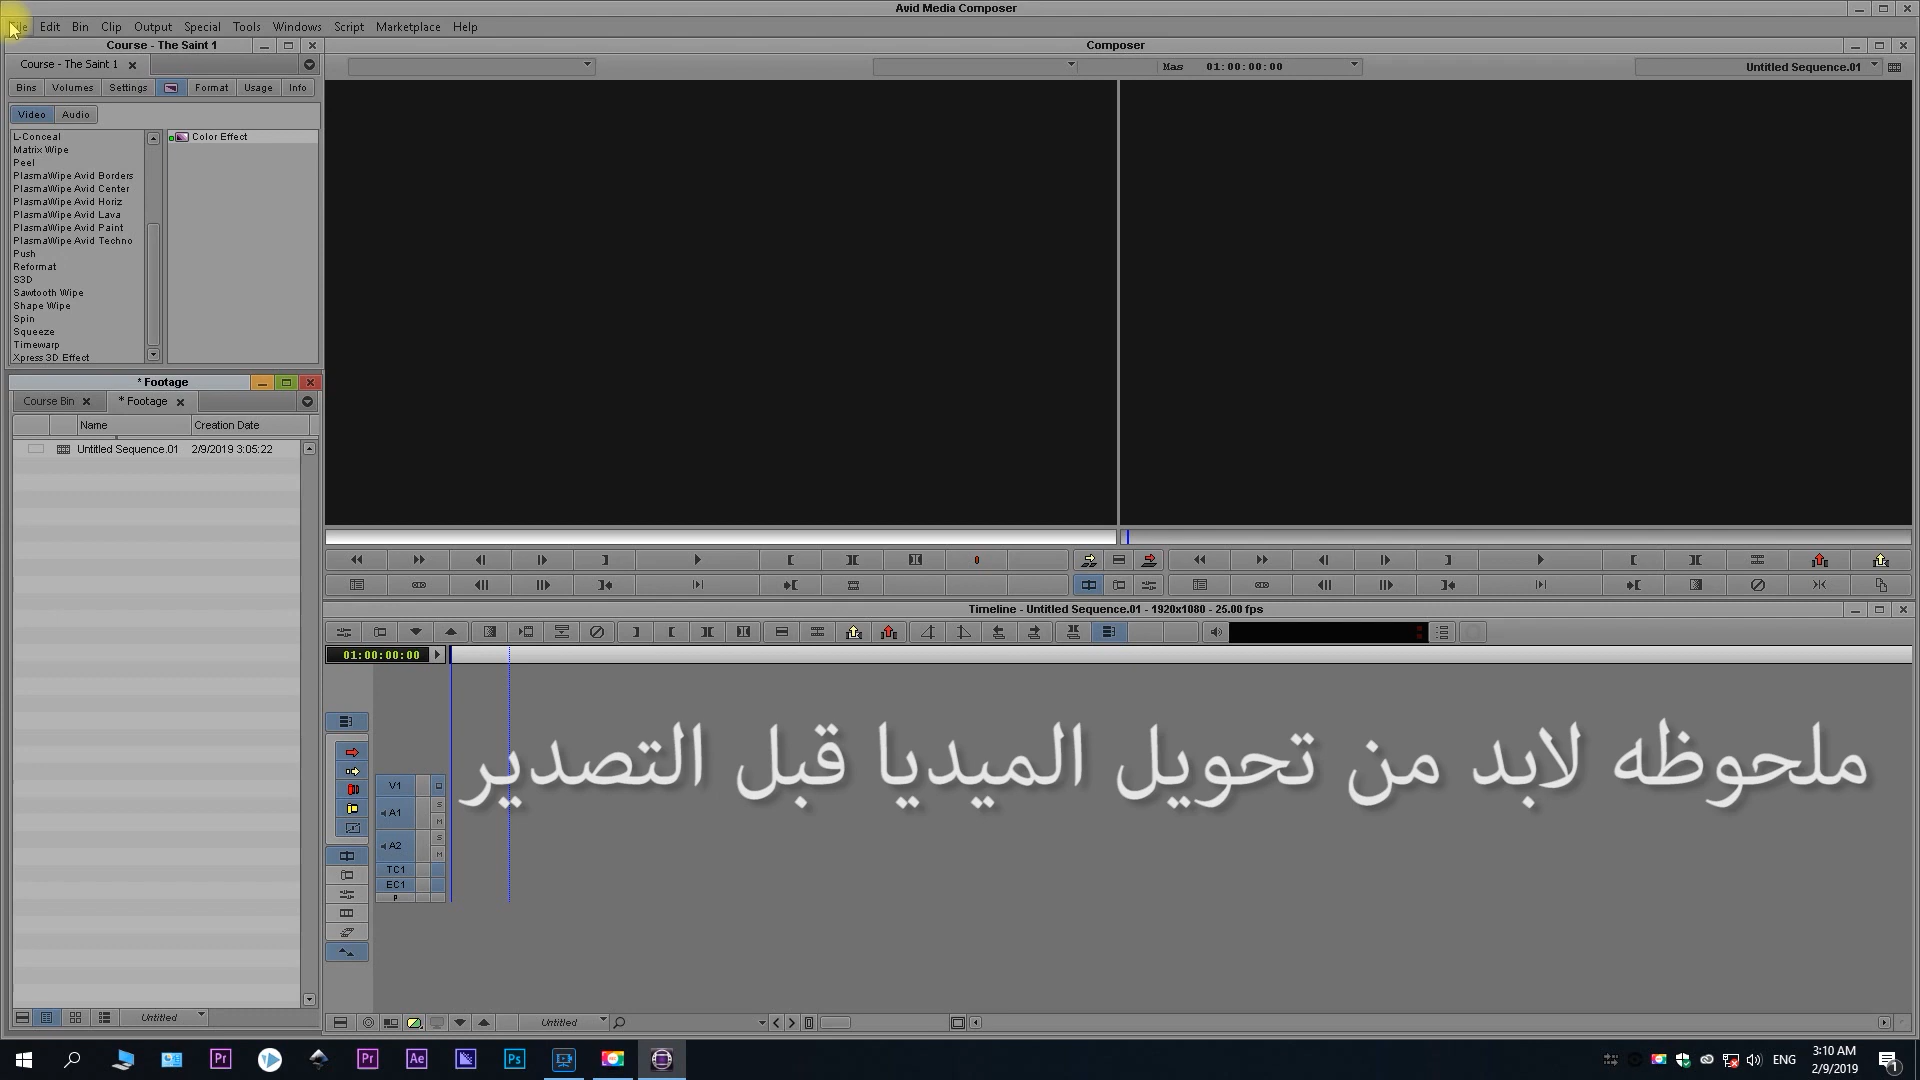 Avid Media Composer
Edit Bin Clip Output Special Tools Windows Script Marketplace Help
Course - The Saint 1
Composer
Course - The Saint 1
Mas 01:00:00:00
Untitled Sequence.01
Bins Volumes Settings Format Usage Info
Video Audio
L-Conceal
Color Effect
Matrix Wipe
Peel
PlasmaWipe Avid Borders
PlasmaWipe Avid Center
PlasmaWipe Avid Horiz
PlasmaWipe Avid Lava
PlasmaWipe Avid Paint
PlasmaWipe Avid Techno
Push
Reformat
S3D
Sawtooth Wipe
Shape Wipe
Spin
Squeeze
Timewarp
Xpress 3D Effect
* Footage
Course Bin * Footage
Name Creation Date
Untitled Sequence.01 2/9/2019 3:05:22
Timeline - Untitled Sequence.01 - 1920x1080 - 25.00 fps
01:00:00:00
ملحوظه لابد من تحويل الميديا قبل التصدير
V1
A1 S M
A2 S M
TC1
EC1
Untitled
Untitled
Pr Pr Ae Ps
ENG
3:10 AM
2/9/2019
1